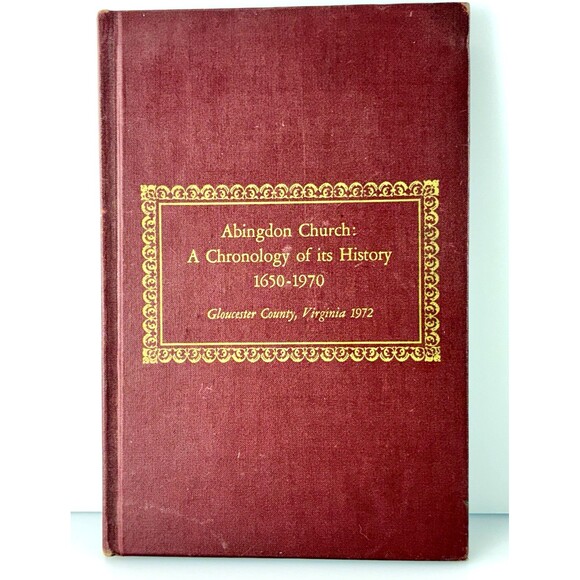 Abingdon Church:
A Chronology of its History
1650-1970
Gloucester County, Virginia 1972